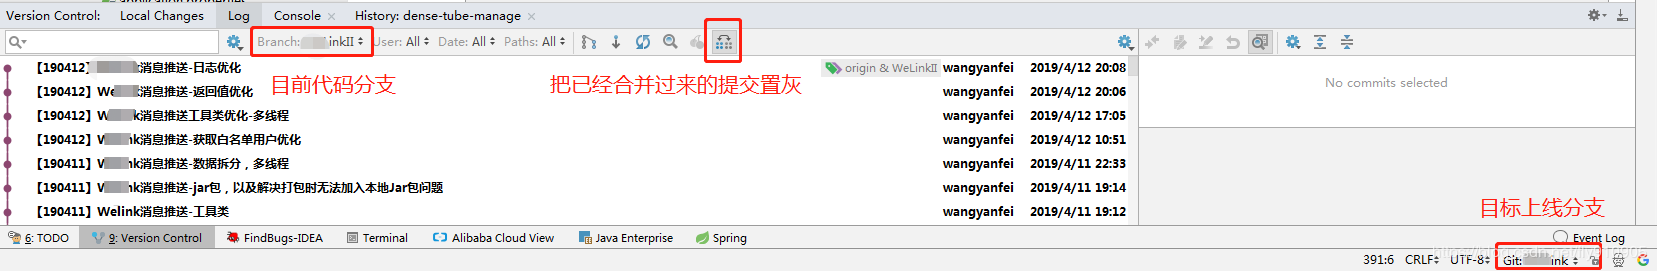 Version Control: Local Changes Log Console × History: dense-tube-manage ×
Branch: inkII User: All Date: All Paths: All
【190412】 消息推送-日志优化 origin & WeLinkII wangyanfei 2019/4/12 20:08
目前代码分支 把已经合并过来的提交置灰
No commits selected
【190412】We nk消息推送-返回值优化 wangyanfei 2019/4/12 20:06
【190412】W nk消息推送工具类优化-多线程 wangyanfei 2019/4/12 17:05
【190412】W nk消息推送-获取白名单用户优化 wangyanfei 2019/4/12 10:51
【190411】W nk消息推送-数据拆分，多线程 wangyanfei 2019/4/11 22:33
【190411】W nk消息推送-jar包，以及解决打包时无法加入本地Jar包问题 wangyanfei 2019/4/11 19:14
【190411】Welink消息推送-工具类 wangyanfei 2019/4/11 19:12
目标上线分支
6: TODO 9: Version Control FindBugs-IDEA Terminal Alibaba Cloud View Java Enterprise Spring Event Log
391:6 CRLF UTF-8 Git: ink